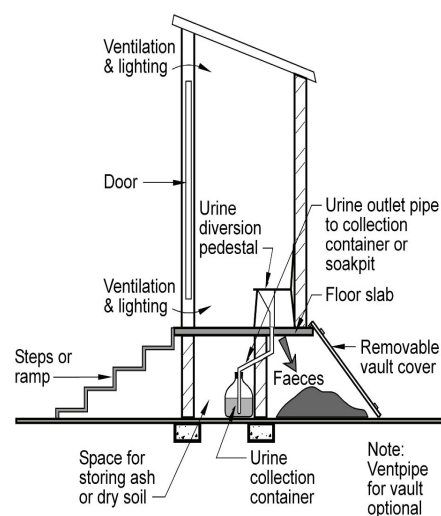 Ventilation
& lighting
Door
Urine
diversion
pedestal
Urine outlet pipe
to collection
container or
soakpit
Ventilation
& lighting
Floor slab
Steps or
ramp
Removable
vault cover
Faeces
Space for
storing ash
or dry soil
Urine
collection
container
Note:
Ventpipe
for vault
optional